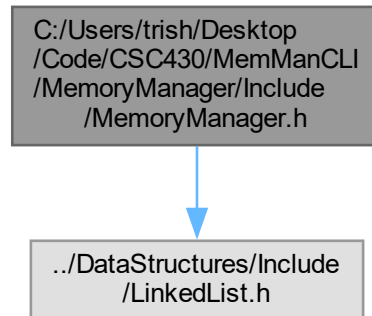 C:/Users/trish/Desktop
/Code/CSC430/MemManCLI
/MemoryManager/Include
/MemoryManager.h
../DataStructures/Include
/LinkedList.h